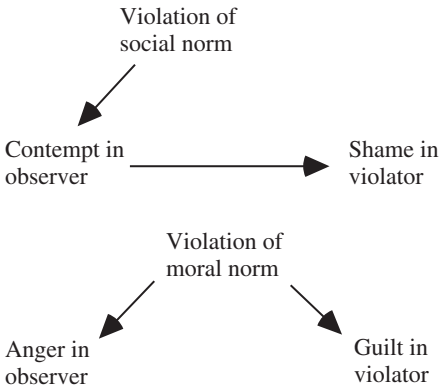 Violation of
social norm
Contempt in
observer
Shame in
violator
Violation of
moral norm
Anger in
observer
Guilt in
violator